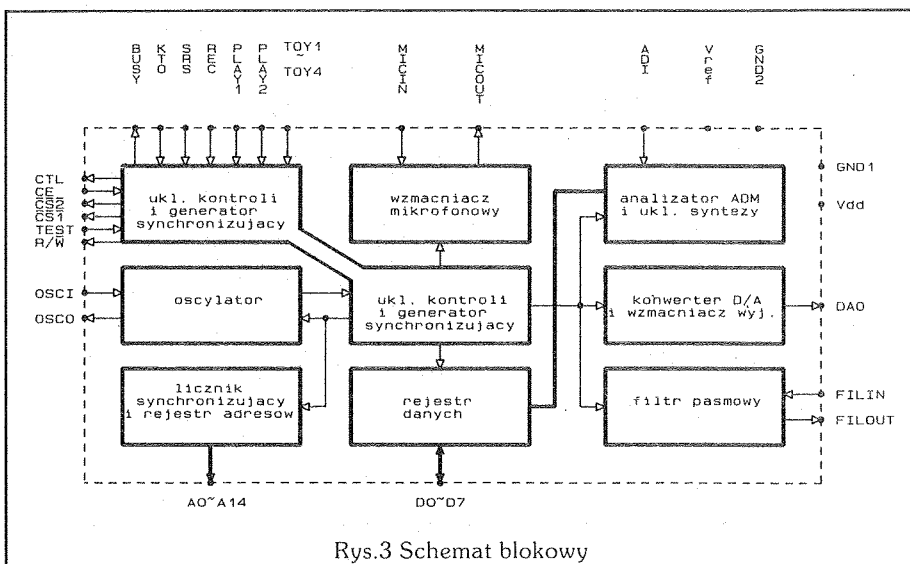 BUSY
KTO
SRS
REC
PLAY1
PLAY2
TOY1
~
TOY4
MICIN
MICOUT
ADI
Vref
GND2
CTL
CE
CS2
CS1
TEST
R/W
OSCI
OSCO
ukl. kontroli
i generator
synchronizujacy
wzmacniacz
mikrofonowy
analizator ADM
i ukl. syntezy
GND1
Vdd
oscylator
ukl. kontroli
i generator
synchronizujacy
konwerter D/A
i wzmacniacz wyj.
DAO
licznik
synchronizujacy
i rejestr adresow
rejestr
danych
filtr pasmowy
FILIN
FILOUT
AO~A14
DO~D7
Rys.3 Schemat blokowy